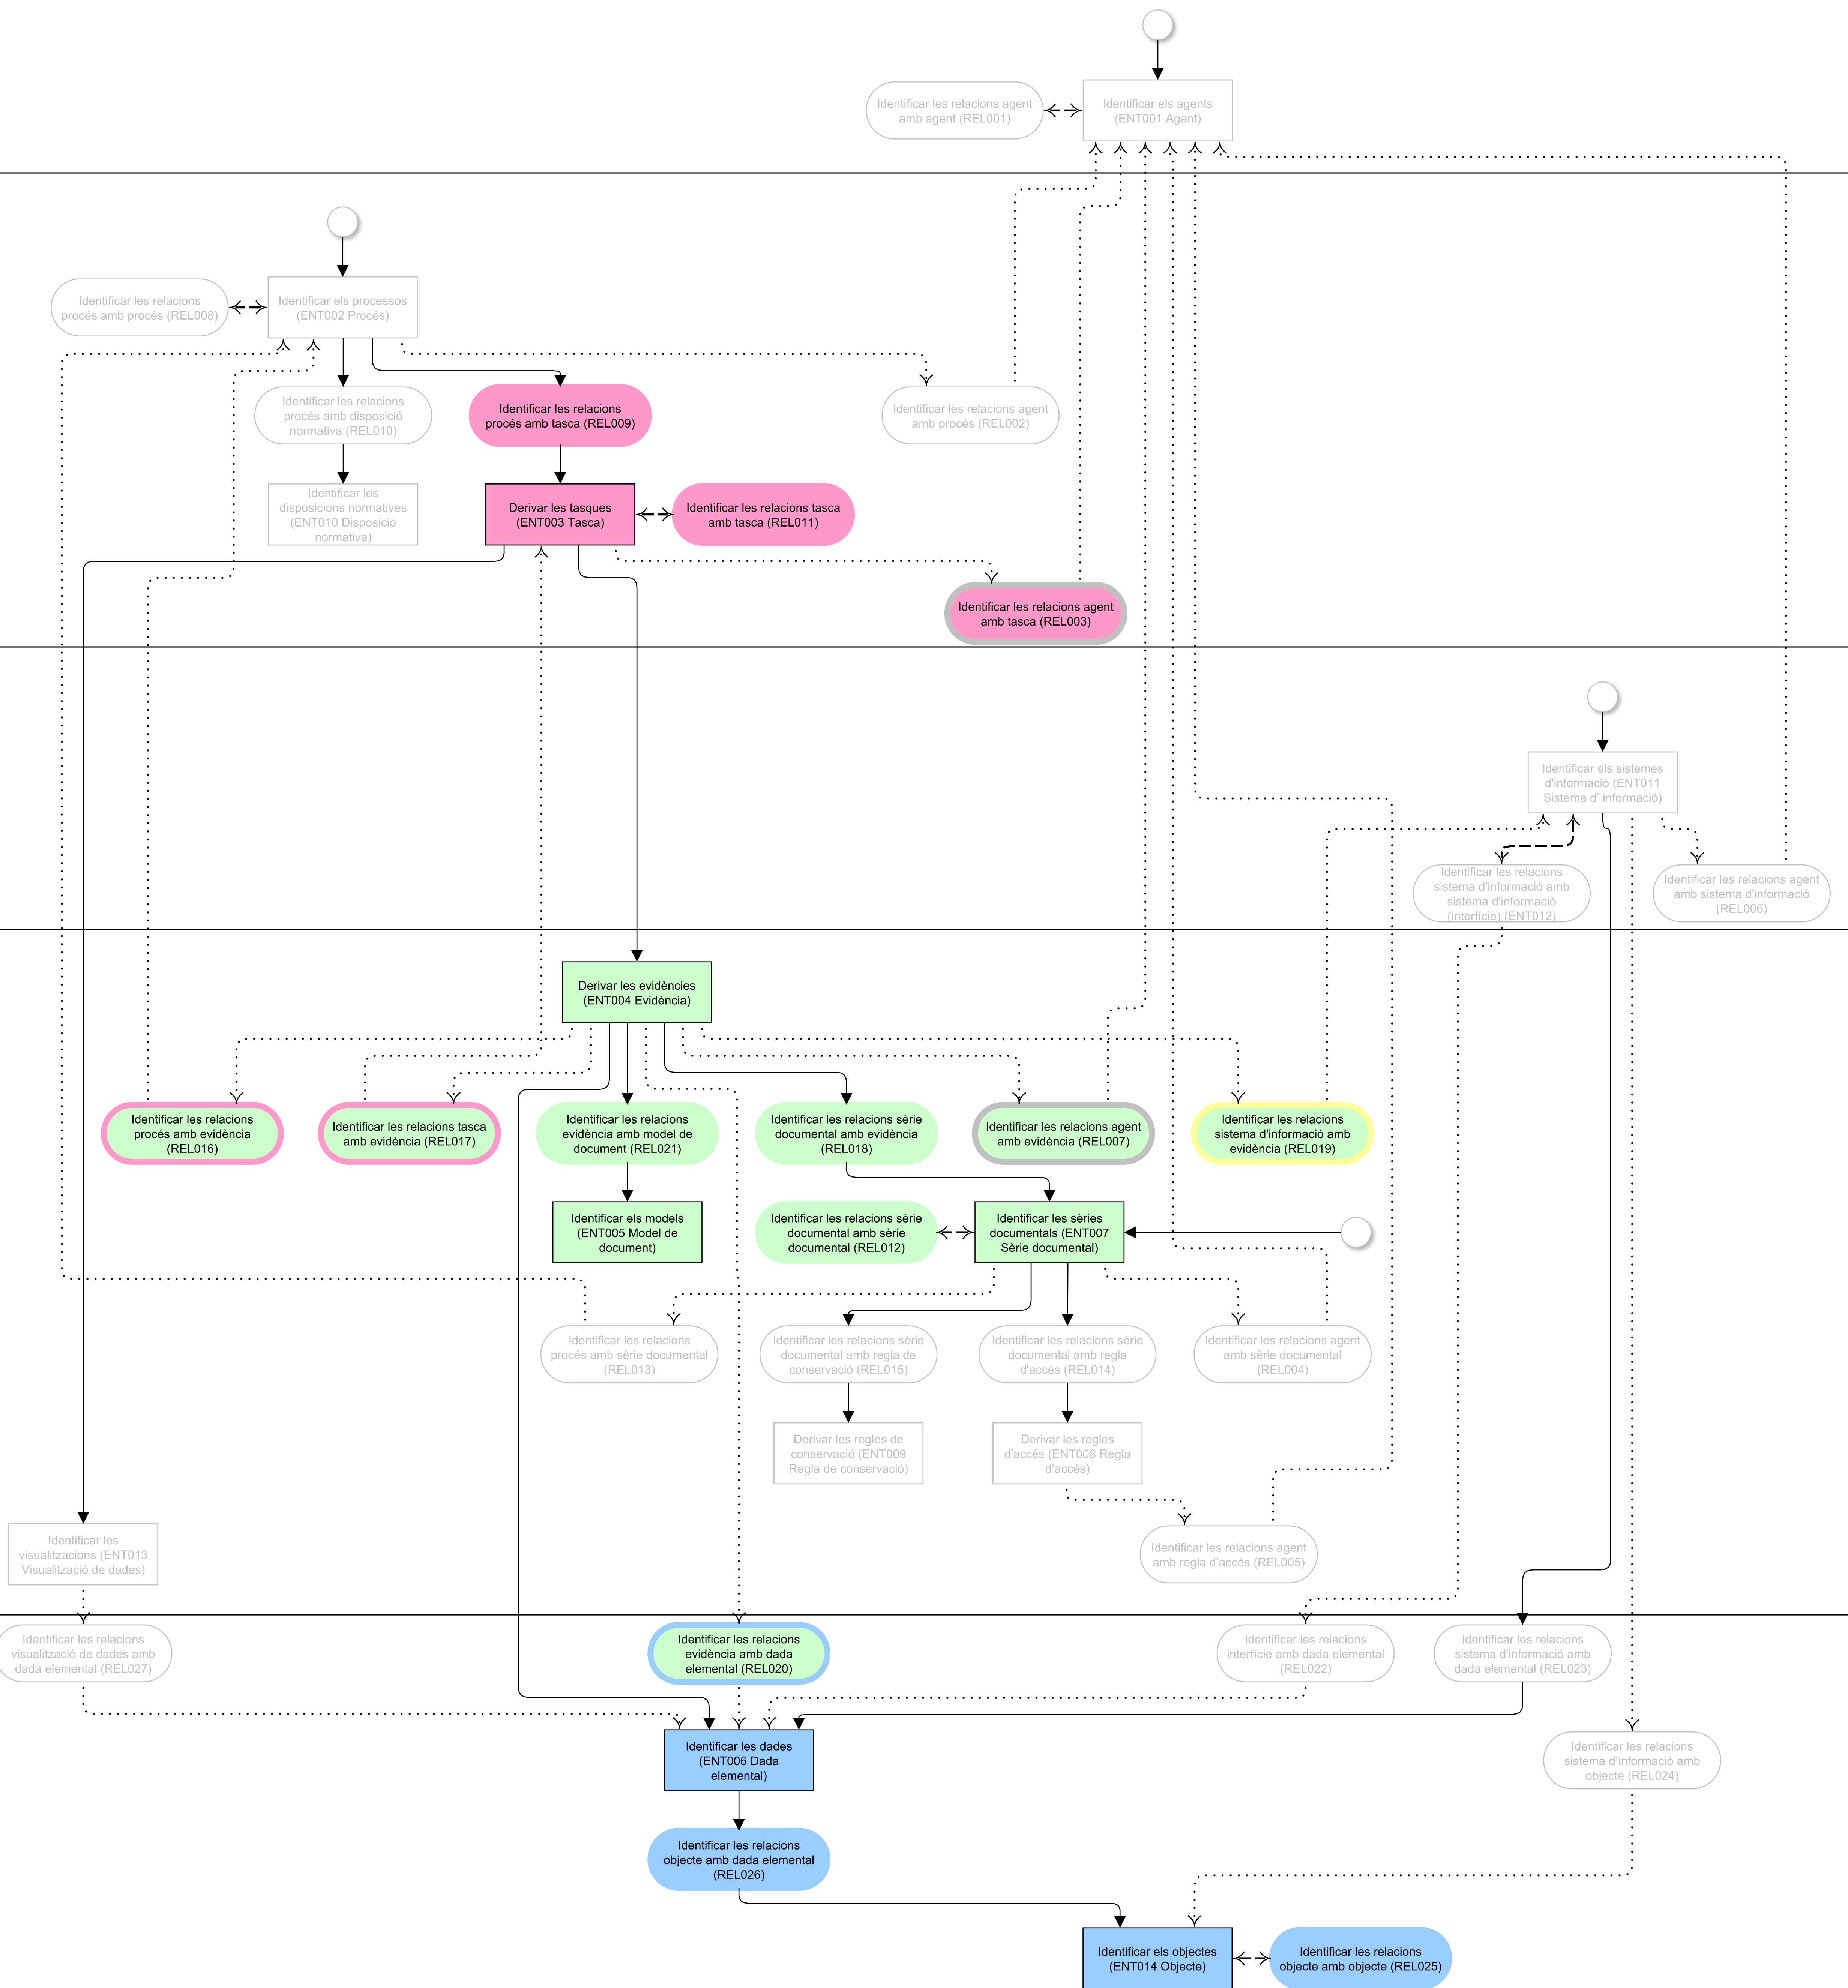 Identificar les relacions agent
amb agent (REL001)
Identificar els agents
(ENT001 Agent)
Identificar les relacions
procés amb procés (REL008)
Identificar els processos
(ENT002 Procés)
Identificar les relacions
procés amb disposició
normativa (REL010)
Identificar les relacions
procés amb tasca (REL009)
Identificar les relacions agent
amb procés (REL002)
Identificar les
disposicions normatives
(ENT010 Disposició
normativa)
Derivar les tasques
(ENT003 Tasca)
Identificar les relacions tasca
amb tasca (REL011)
Identificar les relacions agent
amb tasca (REL003)
Identificar els sistemes
d'informació (ENT011
Sistema d' informació)
Identificar les relacions
sistema d'informació amb
sistema d'informació
(interfície) (ENT012)
Identificar les relacions agent
amb sistema d'informació
(REL006)
Derivar les evidències
(ENT004 Evidència)
Identificar les relacions
procés amb evidència
(REL016)
Identificar les relacions tasca
amb evidència (REL017)
Identificar les relacions
evidència amb model de
document (REL021)
Identificar les relacions sèrie
documental amb evidència
(REL018)
Identificar les relacions agent
amb evidència (REL007)
Identificar les relacions
sistema d'informació amb
evidència (REL019)
Identificar els models
(ENT005 Model de
document)
Identificar les relacions sèrie
documental amb sèrie
documental (REL012)
Identificar les sèries
documentals (ENT007
Sèrie documental)
Identificar les relacions
procés amb sèrie documental
(REL013)
Identificar les relacions sèrie
documental amb regla de
conservació (REL015)
Identificar les relacions sèrie
documental amb regla
d'accés (REL014)
Identificar les relacions agent
amb sèrie documental
(REL004)
Derivar les regles de
conservació (ENT009
Regla de conservació)
Derivar les regles
d'accés (ENT008 Regla
d'accés)
Identificar les
visualitzacions (ENT013
Visualització de dades)
Identificar les relacions agent
amb regla d'accés (REL005)
Identificar les relacions
visualització de dades amb
dada elemental (REL027)
Identificar les relacions
evidència amb dada
elemental (REL020)
Identificar les relacions
interfície amb dada elemental
(REL022)
Identificar les relacions
sistema d'informació amb
dada elemental (REL023)
Identificar les dades
(ENT006 Dada
elemental)
Identificar les relacions
sistema d'informació amb
objecte (REL024)
Identificar les relacions
objecte amb dada elemental
(REL026)
Identificar els objectes
(ENT014 Objecte)
Identificar les relacions
objecte amb objecte (REL025)